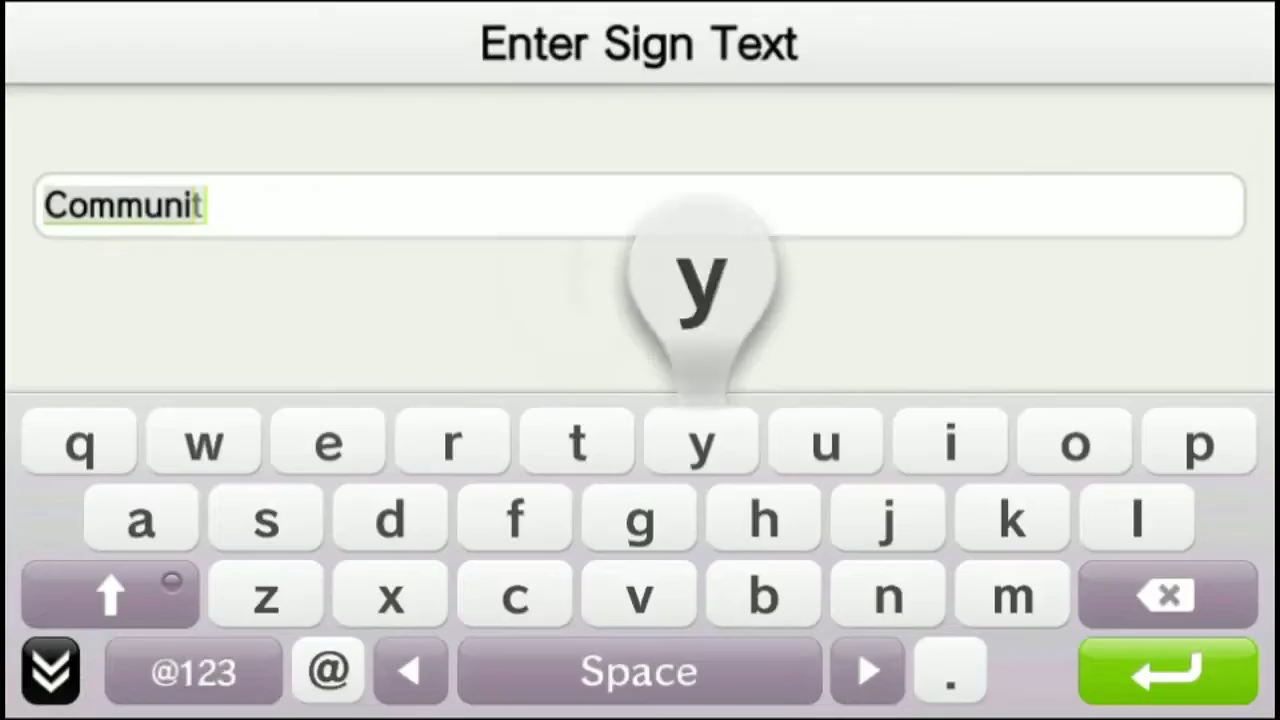 Enter Sign Text
Communit
y
q w e r t y u i o p
a s d f g h j k l
z x c v b n m
@123 @ Space .